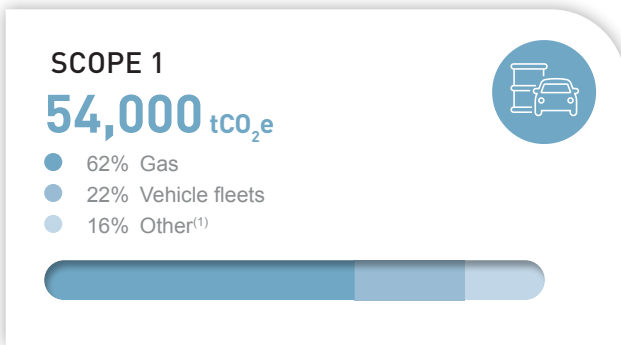 SCOPE 1
54,000 tCO₂e
62% Gas
22% Vehicle fleets
16% Other⁽¹⁾